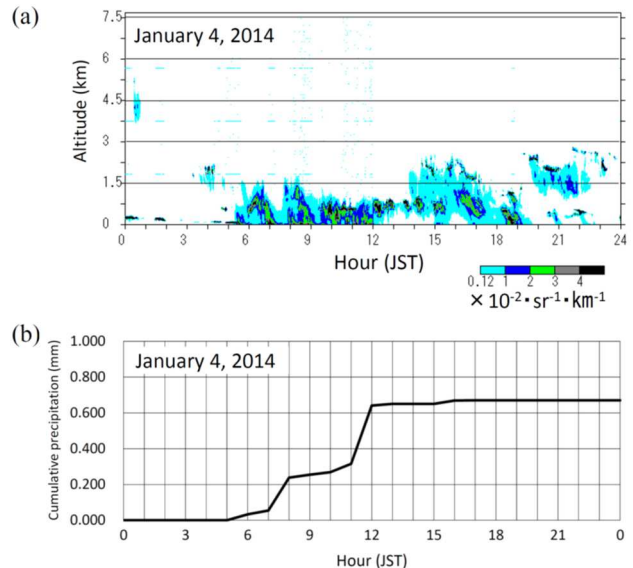 (a)
January 4, 2014
Altitude (km)
7.5
6
4.5
3
1.5
0
0 3 6 9 12 15 18 21 24
Hour (JST)
0.12 1 2 3 4
× 10⁻² • sr⁻¹ • km⁻¹
(b)
January 4, 2014
Cumulative precipitation (mm)
1.000
0.800
0.600
0.400
0.200
0.000
0 3 6 9 12 15 18 21 0
Hour (JST)